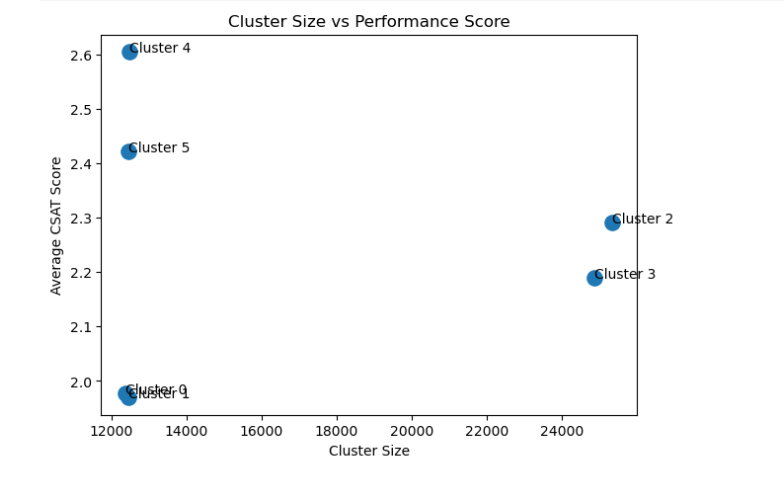 Cluster Size vs Performance Score
2.6
2.5
2.4
2.3
2.2
2.1
2.0
Average CSAT Score
Cluster 4
Cluster 5
Cluster 2
Cluster 3
Cluster 0
Cluster 1
12000 14000 16000 18000 20000 22000 24000
Cluster Size